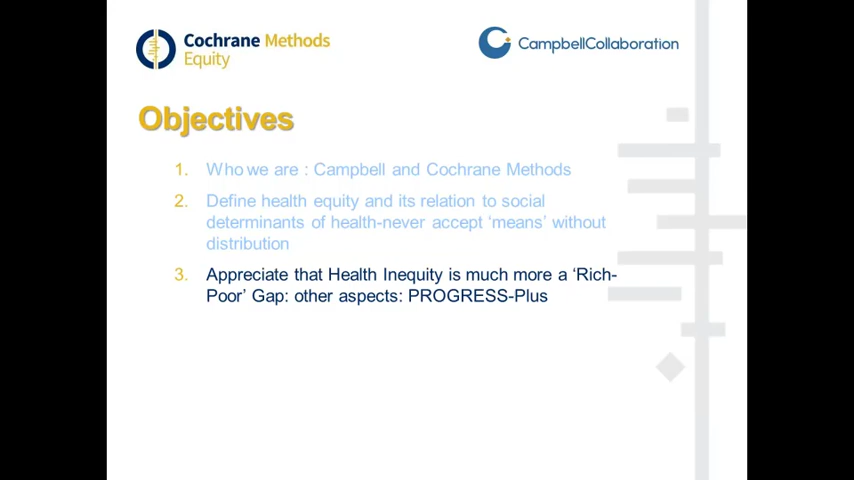 Cochrane Methods
Equity
CampbellCollaboration
Objectives
1. Who we are : Campbell and Cochrane Methods
2. Define health equity and its relation to social
determinants of health-never accept ‘means’ without
distribution
3. Appreciate that Health Inequity is much more a ‘Rich-
Poor’ Gap: other aspects: PROGRESS-Plus